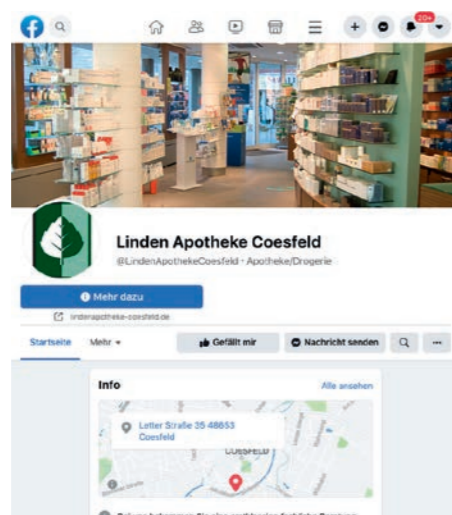 20+
Linden Apotheke Coesfeld
@LindenApothekeCoesfeld · Apotheke/Drogerie
Mehr dazu
lindenapotheke-coesfeld.de
Startseite Mehr Gefällt mir Nachricht senden
Info Alle ansehen
Letter Straße 35 48653
Coesfeld
COESFELD